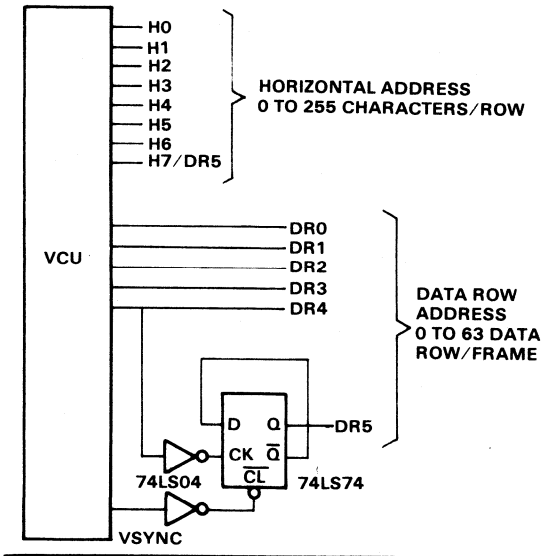 H0
H1
H2
H3
H4
H5
H6
H7/DR5
HORIZONTAL ADDRESS
0 TO 255 CHARACTERS/ROW
VCU
DR0
DR1
DR2
DR3
DR4
DATA ROW
ADDRESS
0 TO 63 DATA
ROW/FRAME
D Q
DR5
CK Q̅
C̅L̅
74LS04
74LS74
VSYNC